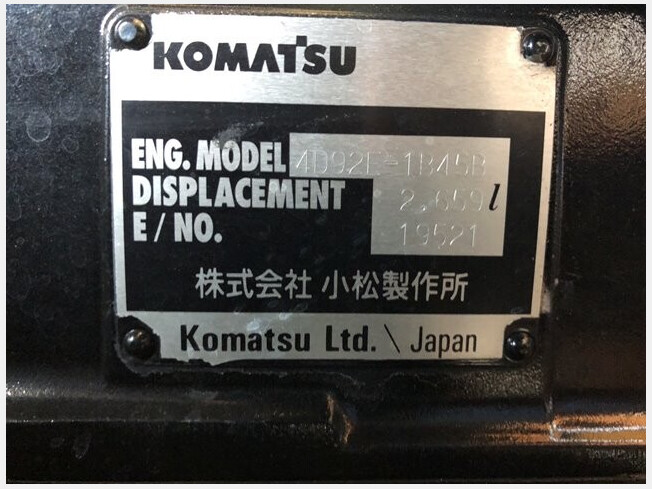 KOMATSU
ENG. MODEL 4D92E-1B45B
DISPLACEMENT 2.659 l
E / NO. 19521
株式会社 小松製作所
Komatsu Ltd. \ Japan